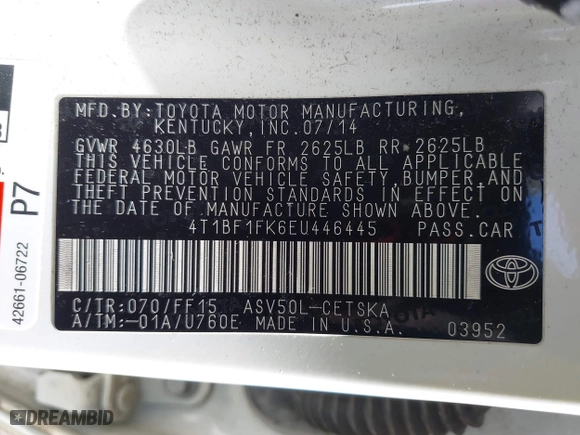 MFD.BY:TOYOTA MOTOR MANUFACTURING,
KENTUCKY, INC.07/14
GVWR 4630LB GAWR FR 2625LB RR 2625LB
THIS VEHICLE CONFORMS TO ALL APPLICABLE
FEDERAL MOTOR VEHICLE SAFETY, BUMPER, AND
THEFT PREVENTION STANDARDS IN EFFECT ON
THE DATE OF MANUFACTURE SHOWN ABOVE.
4T1BF1FK6EU446445 PASS.CAR
C/TR:070/FF15 ASV50L-CETSKA
A/TM:-01A/U760E MADE IN U.S.A.
03952
TOYOTA
P7
42661-06722
DREAMBID